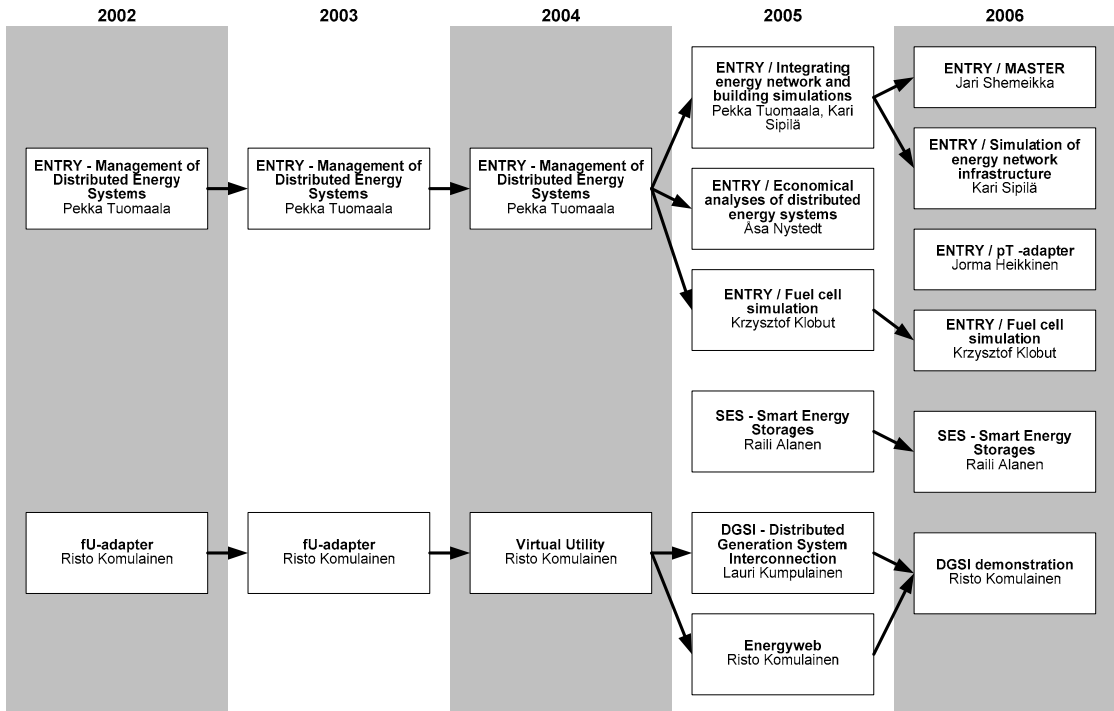 2002
2003
2004
2005
2006
ENTRY - Management of
Distributed Energy
Systems
Pekka Tuomaala
fU-adapter
Risto Komulainen
ENTRY - Management of
Distributed Energy
Systems
Pekka Tuomaala
fU-adapter
Risto Komulainen
ENTRY - Management of
Distributed Energy
Systems
Pekka Tuomaala
Virtual Utility
Risto Komulainen
ENTRY / Integrating
energy network and
building simulations
Pekka Tuomaala, Kari
Sipilä
ENTRY / Economical
analyses of distributed
energy systems
Åsa Nystedt
ENTRY / Fuel cell
simulation
Krzysztof Klobut
SES - Smart Energy
Storages
Raili Alanen
DGSI - Distributed
Generation System
Interconnection
Lauri Kumpulainen
Energyweb
Risto Komulainen
ENTRY / MASTER
Jari Shemeikka
ENTRY / Simulation of
energy network
infrastructure
Kari Sipilä
ENTRY / pT -adapter
Jorma Heikkinen
ENTRY / Fuel cell
simulation
Krzysztof Klobut
SES - Smart Energy
Storages
Raili Alanen
DGSI demonstration
Risto Komulainen